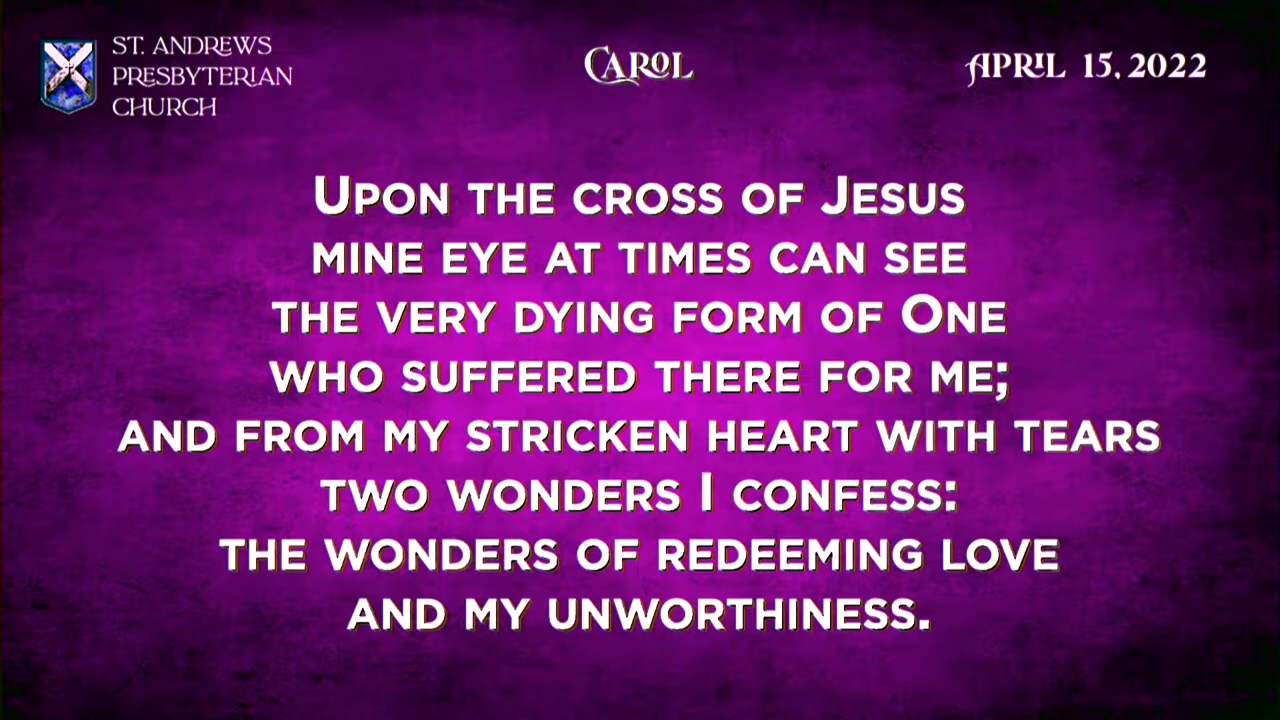 ST. ANDREWS
PRESBYTERIAN
CHURCH
CAROL
APRIL 15, 2022
UPON THE CROSS OF JESUS
MINE EYE AT TIMES CAN SEE
THE VERY DYING FORM OF ONE
WHO SUFFERED THERE FOR ME;
AND FROM MY STRICKEN HEART WITH TEARS
TWO WONDERS I CONFESS:
THE WONDERS OF REDEEMING LOVE
AND MY UNWORTHINESS.